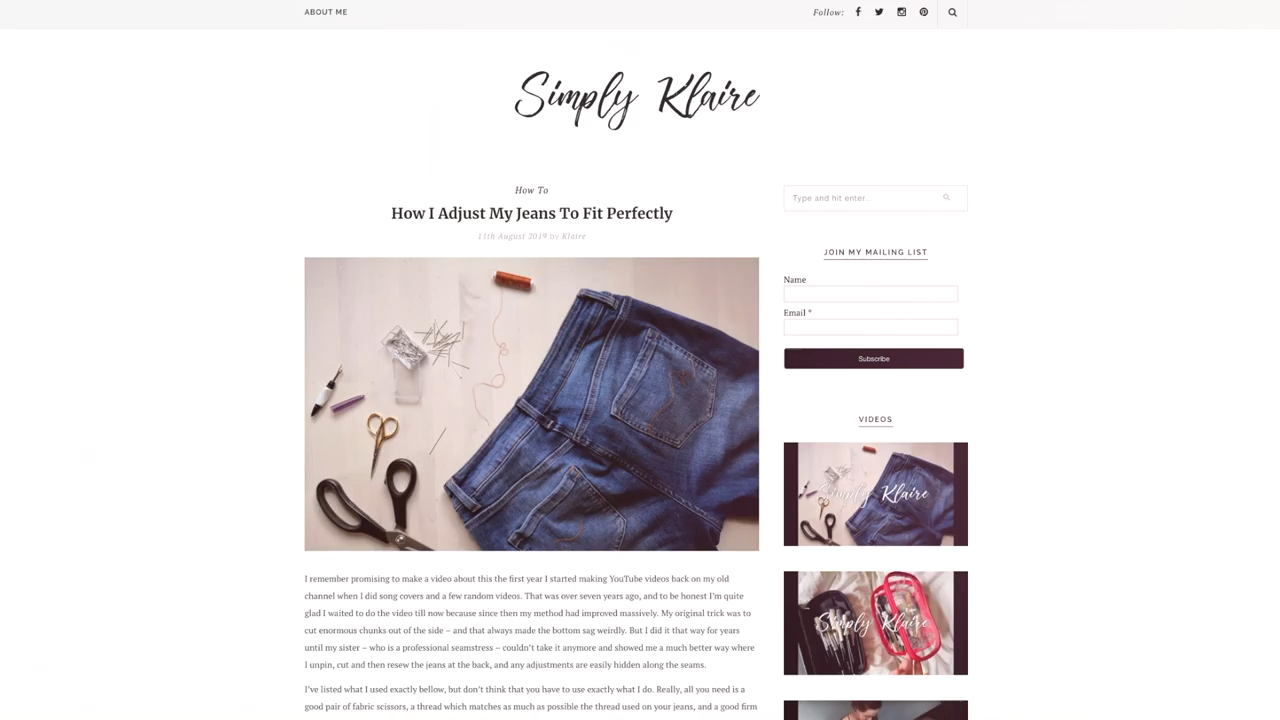 ABOUT ME
Follow:
Simply Klaire
How To
How I Adjust My Jeans To Fit Perfectly
11th August 2019 by Klaire
I remember promising to make a video about this the first year I started making YouTube videos back on my old
channel when I did song covers and a few random videos. That was over seven years ago, and to be honest I'm quite
glad I waited to do the video till now because since then my method had improved massively. My original trick was to
cut enormous chunks out of the side – and that always made the bottom sag weirdly. But I did it that way for years
until my sister – who is a professional seamstress – couldn't take it anymore and showed me a much better way where
I unpin, cut and then resew the jeans at the back, and any adjustments are easily hidden along the seams.
I've listed what I used exactly bellow, but don't think that you have to use exactly what I do. Really, all you need is a
good pair of fabric scissors, a thread which matches as much as possible the thread used on your jeans, and a good firm
Type and hit enter...
JOIN MY MAILING LIST
Name
Email *
Subscribe
VIDEOS
Simply Klaire
Simply Klaire